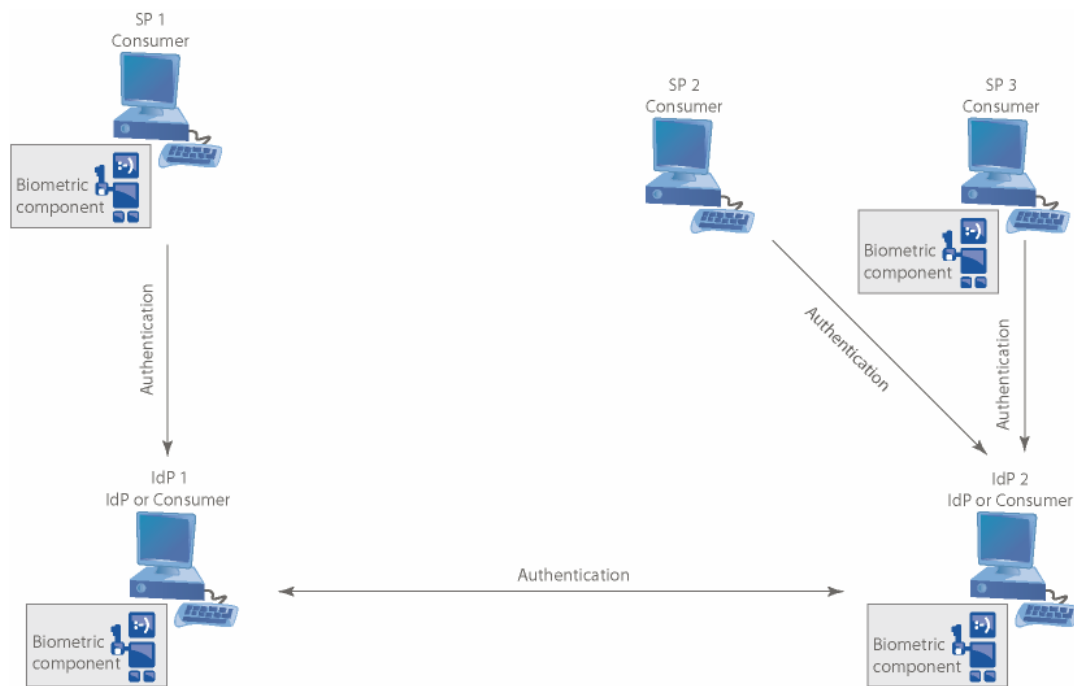 SP 1
Consumer
SP 2
Consumer
SP 3
Consumer
Biometric
component
Biometric
component
Authentication
Authentication
Authentication
IdP 1
IdP or Consumer
IdP 2
IdP or Consumer
Authentication
Biometric
component
Biometric
component